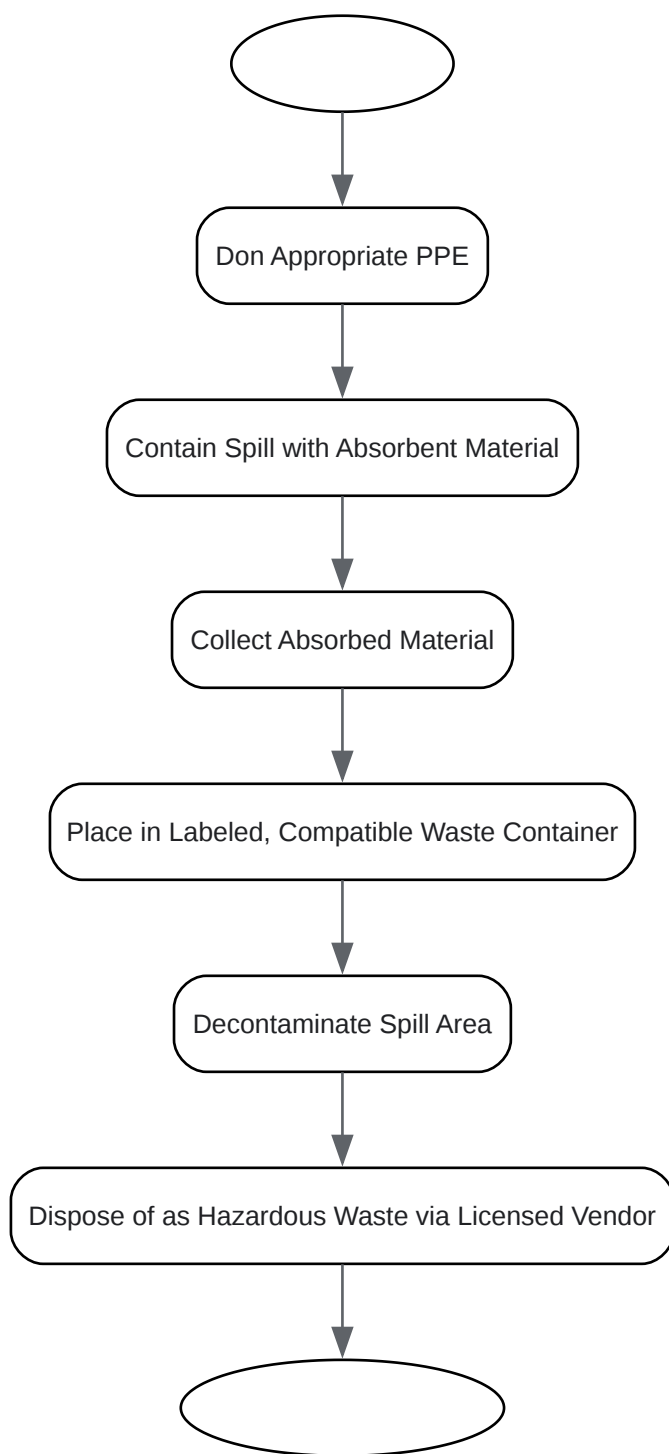 Don Appropriate PPE
Contain Spill with Absorbent Material
Collect Absorbed Material
Place in Labeled, Compatible Waste Container
Decontaminate Spill Area
Dispose of as Hazardous Waste via Licensed Vendor